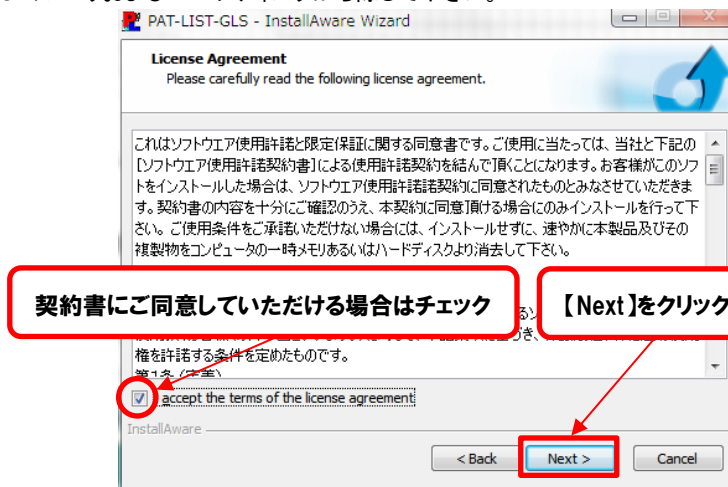 PAT-LIST-GLS - InstallAware Wizard
License Agreement
Please carefully read the following license agreement.
これはソフトウエア使用許諾と限定保証に関する同意書です。ご使用に当たっては、当社と下記の
[ソフトウエア使用許諾契約書]による使用許諾契約を結んで頂くことになります。お客様がこのソフ
トをインストールした場合は、ソフトウエア使用許諾諾契約に同意されたものとみなさせていただきま
す。契約書の内容を十分にご確認のうえ、本契約に同意頂ける場合にのみインストールを行って下
さい。ご使用条件をご承諾いただけない場合には、インストールせずに、速やかに本製品及びその
複製物をコンピュータの一時メモリあるいはハードディスクより消去して下さい。
契約書にご同意していただける場合はチェック
【Next】をクリック
権を許諾する条件を定めたものです。
第1条（定義）
I accept the terms of the license agreement
InstallAware
< Back
Next >
Cancel